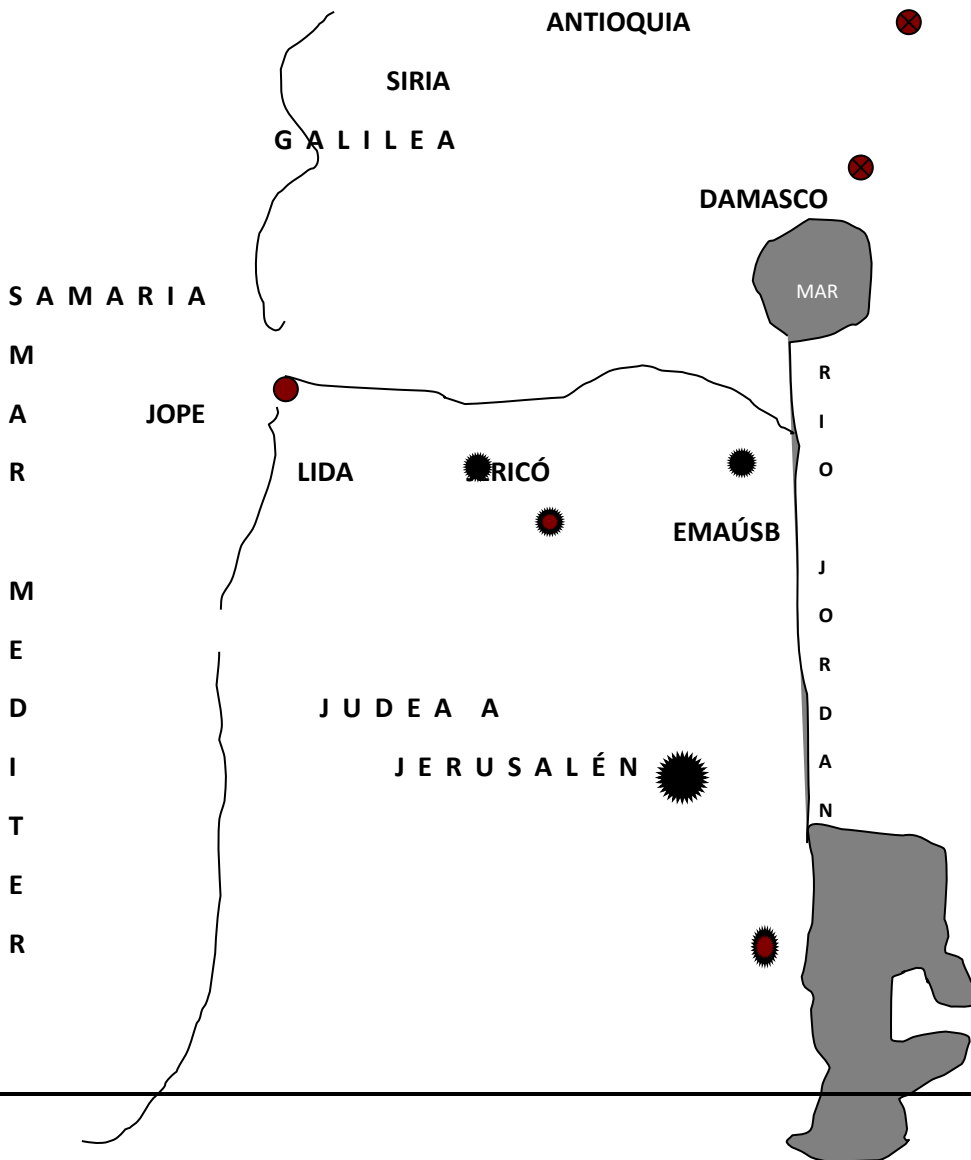 ANTIOQUIA
SIRIA
G A L I L E A
DAMASCO
S A M A R I A
MAR
M
A
R
M
E
D
I
T
E
R
JOPE
LIDA
JERICÓ
EMAÚSB
J U D E A A
J E R U S A L É N
R
I
O
J
O
R
D
A
N